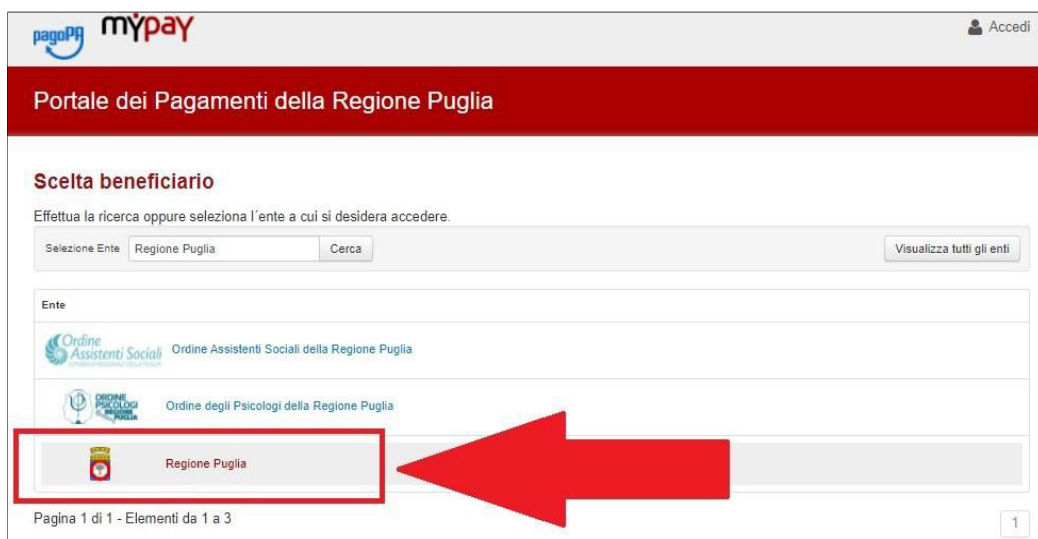 pagoPA mypay Accedi
Portale dei Pagamenti della Regione Puglia
Scelta beneficiario
Effettua la ricerca oppure seleziona l´ente a cui si desidera accedere.
Selezione Ente Regione Puglia Cerca Visualizza tutti gli enti
Ente
Ordine
Assistenti Sociali
Ordine Assistenti Sociali della Regione Puglia
ORDINE
PSICOLOGI
REGIONE
PUGLIA
Ordine degli Psicologi della Regione Puglia
Regione Puglia
Pagina 1 di 1 - Elementi da 1 a 3 1